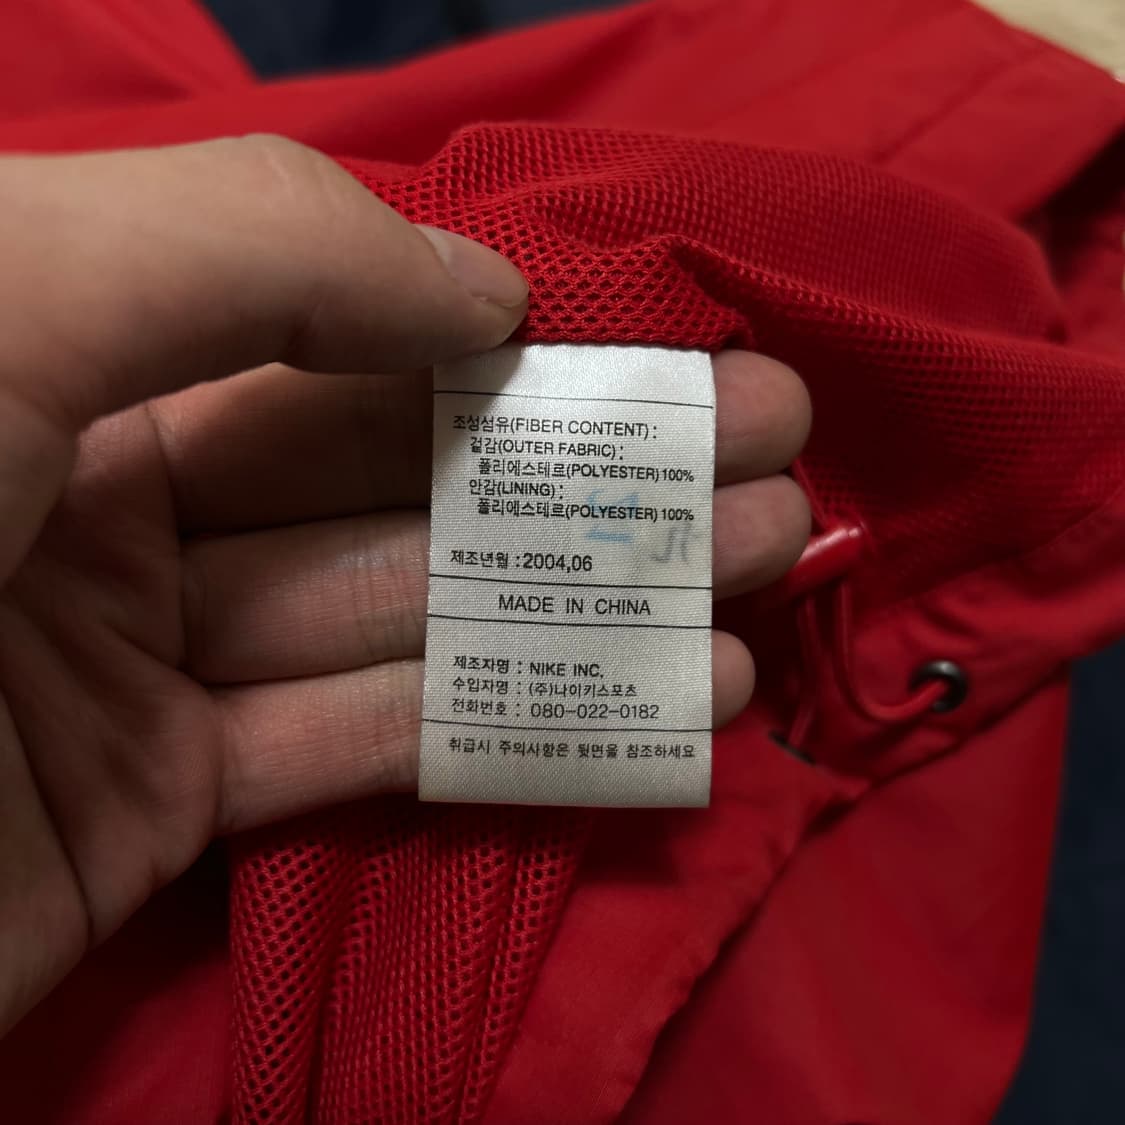 조성섬유(FIBER CONTENT):
겉감(OUTER FABRIC):
폴리에스테르(POLYESTER)100%
안감(LINING):
폴리에스테르(POLYESTER)100%
제조년월:2004,06
MADE IN CHINA
제조자명: NIKE INC.
수입자명: (주)나이키스포츠
전화번호: 080-022-0182
취급시 주의사항은 뒷면을 참조하세요